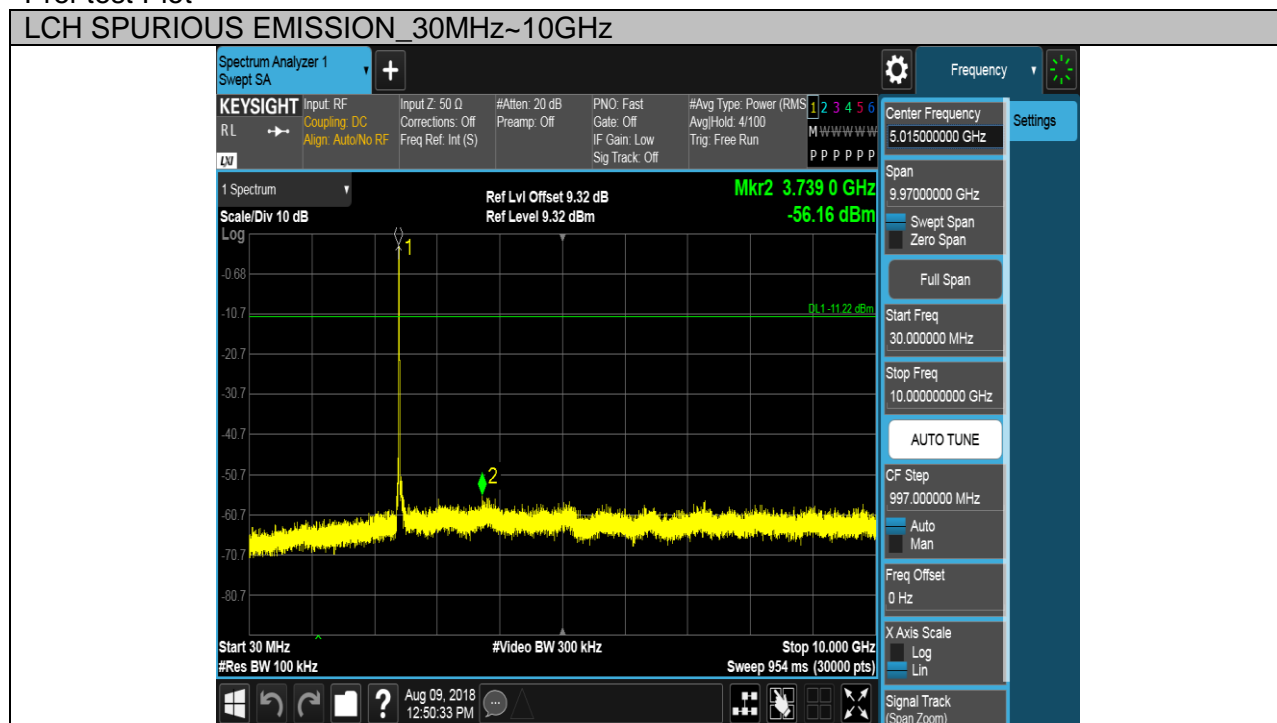 LCH SPURIOUS EMISSION_30MHz~10GHz
Spectrum Analyzer 1
Swept SA
Frequency
KEYSIGHT
RL
LXI
Input: RF
Coupling: DC
Align: Auto/No RF
Input Z: 50 Ω
Corrections: Off
Freq Ref: Int (S)
#Atten: 20 dB
Preamp: Off
PNO: Fast
Gate: Off
IF Gain: Low
Sig Track: Off
#Avg Type: Power (RMS
Avg|Hold: 4/100
Trig: Free Run
1 2 3 4 5 6
M W W W W W
P P P P P P
Settings
Center Frequency
5.015000000 GHz
Span
9.97000000 GHz
Swept Span
Zero Span
Full Span
Start Freq
30.000000 MHz
Stop Freq
10.000000000 GHz
AUTO TUNE
CF Step
997.000000 MHz
Auto
Man
Freq Offset
0 Hz
X Axis Scale
Log
Lin
Signal Track
(Span Zoom)
1 Spectrum
Scale/Div 10 dB
Log
Ref Lvl Offset 9.32 dB
Ref Level 9.32 dBm
Mkr2 3.739 0 GHz
-56.16 dBm
1
-0.68
-10.7
DL1 -11.22 dBm
-20.7
-30.7
-40.7
-50.7
2
-60.7
-70.7
-80.7
Start 30 MHz
#Res BW 100 kHz
#Video BW 300 kHz
Stop 10.000 GHz
Sweep 954 ms (30000 pts)
?
Aug 09, 2018
12:50:33 PM